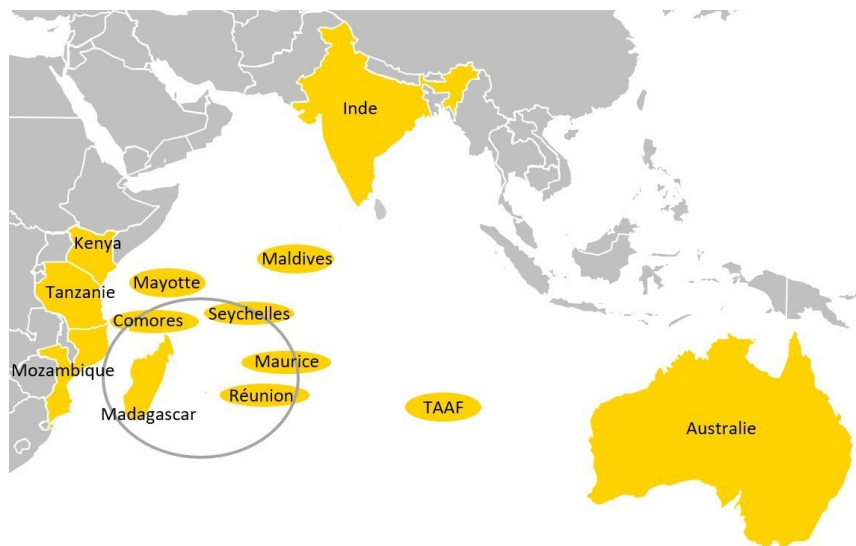 Inde
Kenya
Maldives
Mayotte
Tanzanie
Seychelles
Comores
Maurice
Mozambique
Réunion
TAAF
Madagascar
Australie